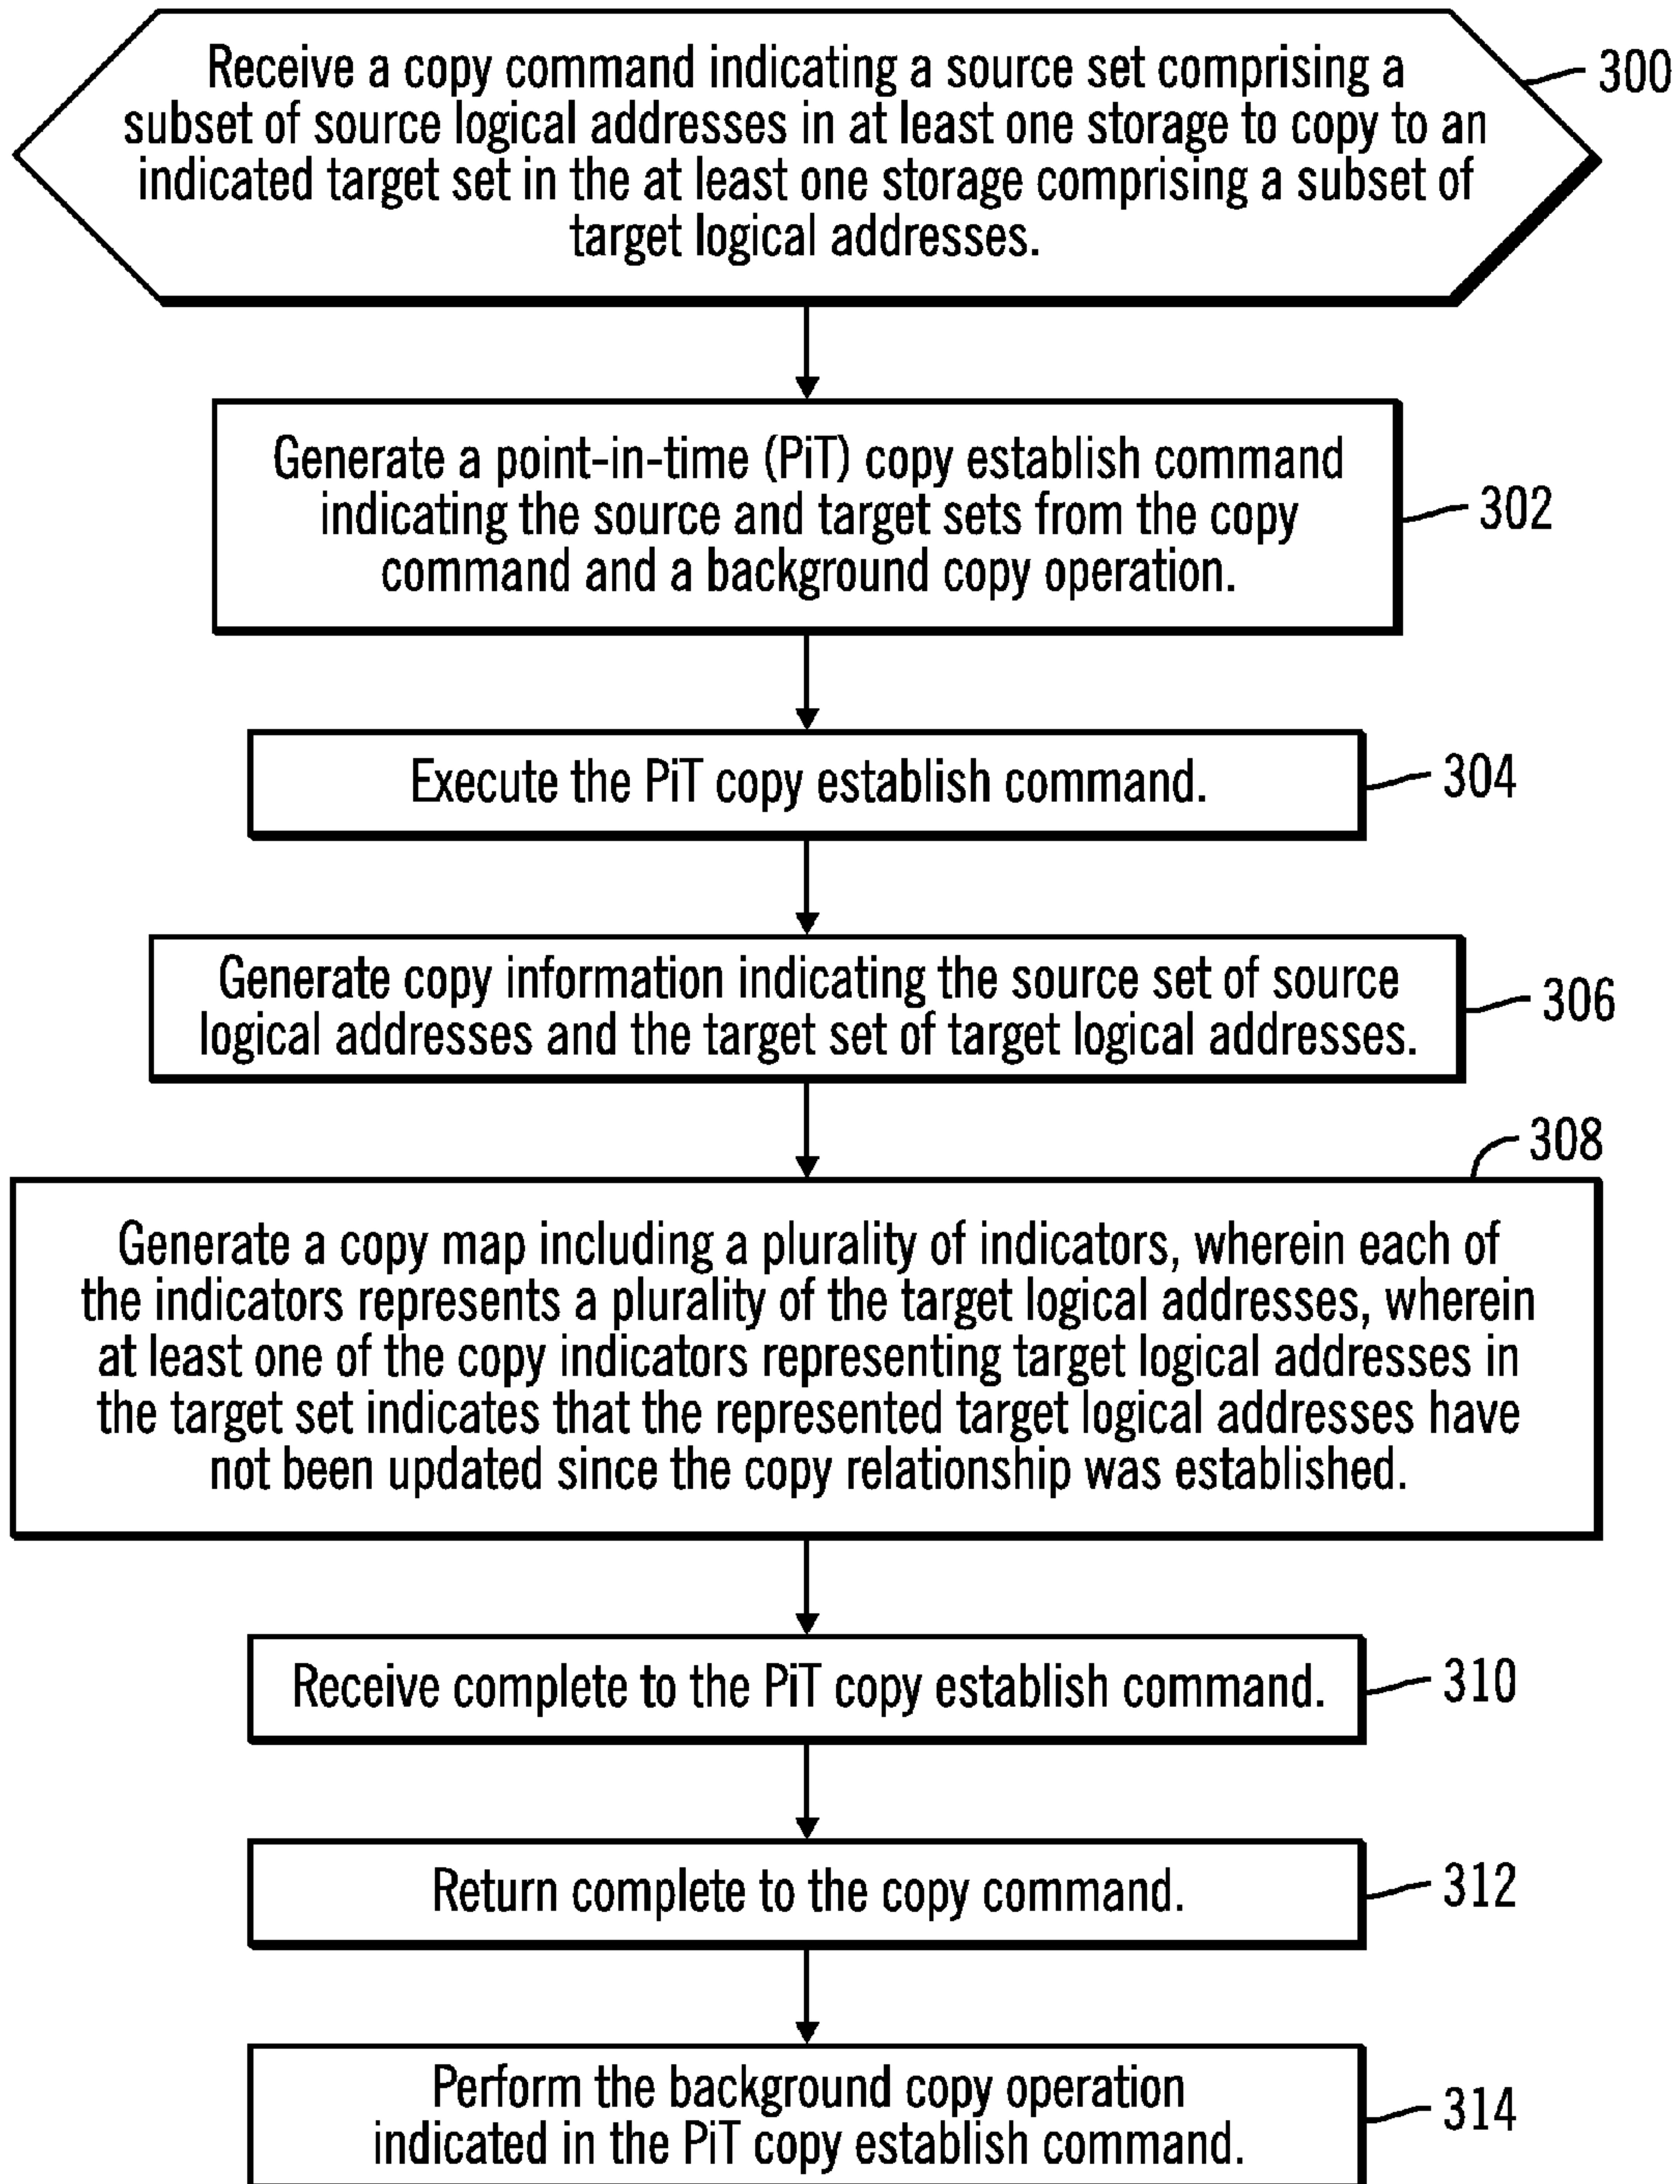 Receive a copy command indicating a source set comprising a
subset of source logical addresses in at least one storage to copy to an
indicated target set in the at least one storage comprising a subset of
target logical addresses.
300
Generate a point-in-time (PiT) copy establish command
indicating the source and target sets from the copy
command and a background copy operation.
302
Execute the PiT copy establish command.
304
Generate copy information indicating the source set of source
logical addresses and the target set of target logical addresses.
306
308
Generate a copy map including a plurality of indicators, wherein each of
the indicators represents a plurality of the target logical addresses, wherein
at least one of the copy indicators representing target logical addresses in
the target set indicates that the represented target logical addresses have
not been updated since the copy relationship was established.
Receive complete to the PiT copy establish command.
310
Return complete to the copy command.
312
Perform the background copy operation
indicated in the PiT copy establish command.
314